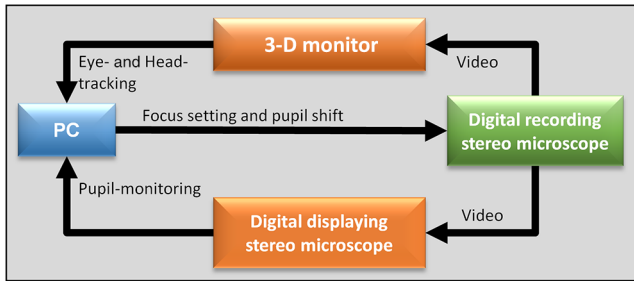 3-D monitor
Eye- and Head-
tracking
Video
PC
Focus setting and pupil shift
Digital recording
stereo microscope
Pupil-monitoring
Digital displaying
stereo microscope
Video